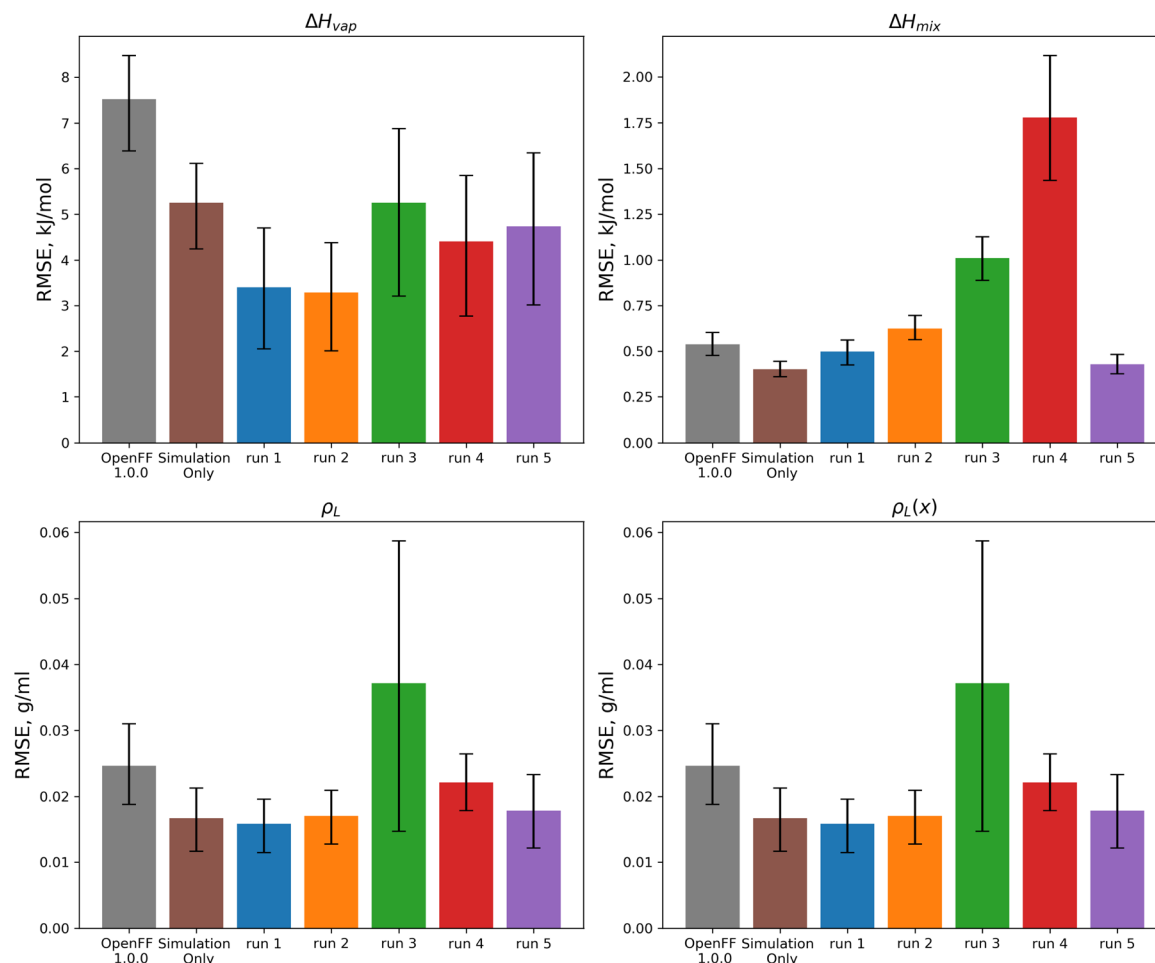 ΔH_vap
RMSE, kJ/mol
8
7
6
5
4
3
2
1
0
OpenFF 1.0.0
Simulation Only
run 1
run 2
run 3
run 4
run 5
ΔH_mix
RMSE, kJ/mol
2.00
1.75
1.50
1.25
1.00
0.75
0.50
0.25
0.00
OpenFF 1.0.0
Simulation Only
run 1
run 2
run 3
run 4
run 5
ρ_L
RMSE, g/ml
0.06
0.05
0.04
0.03
0.02
0.01
0.00
OpenFF 1.0.0
Simulation Only
run 1
run 2
run 3
run 4
run 5
ρ_L(x)
RMSE, g/ml
0.06
0.05
0.04
0.03
0.02
0.01
0.00
OpenFF 1.0.0
Simulation Only
run 1
run 2
run 3
run 4
run 5